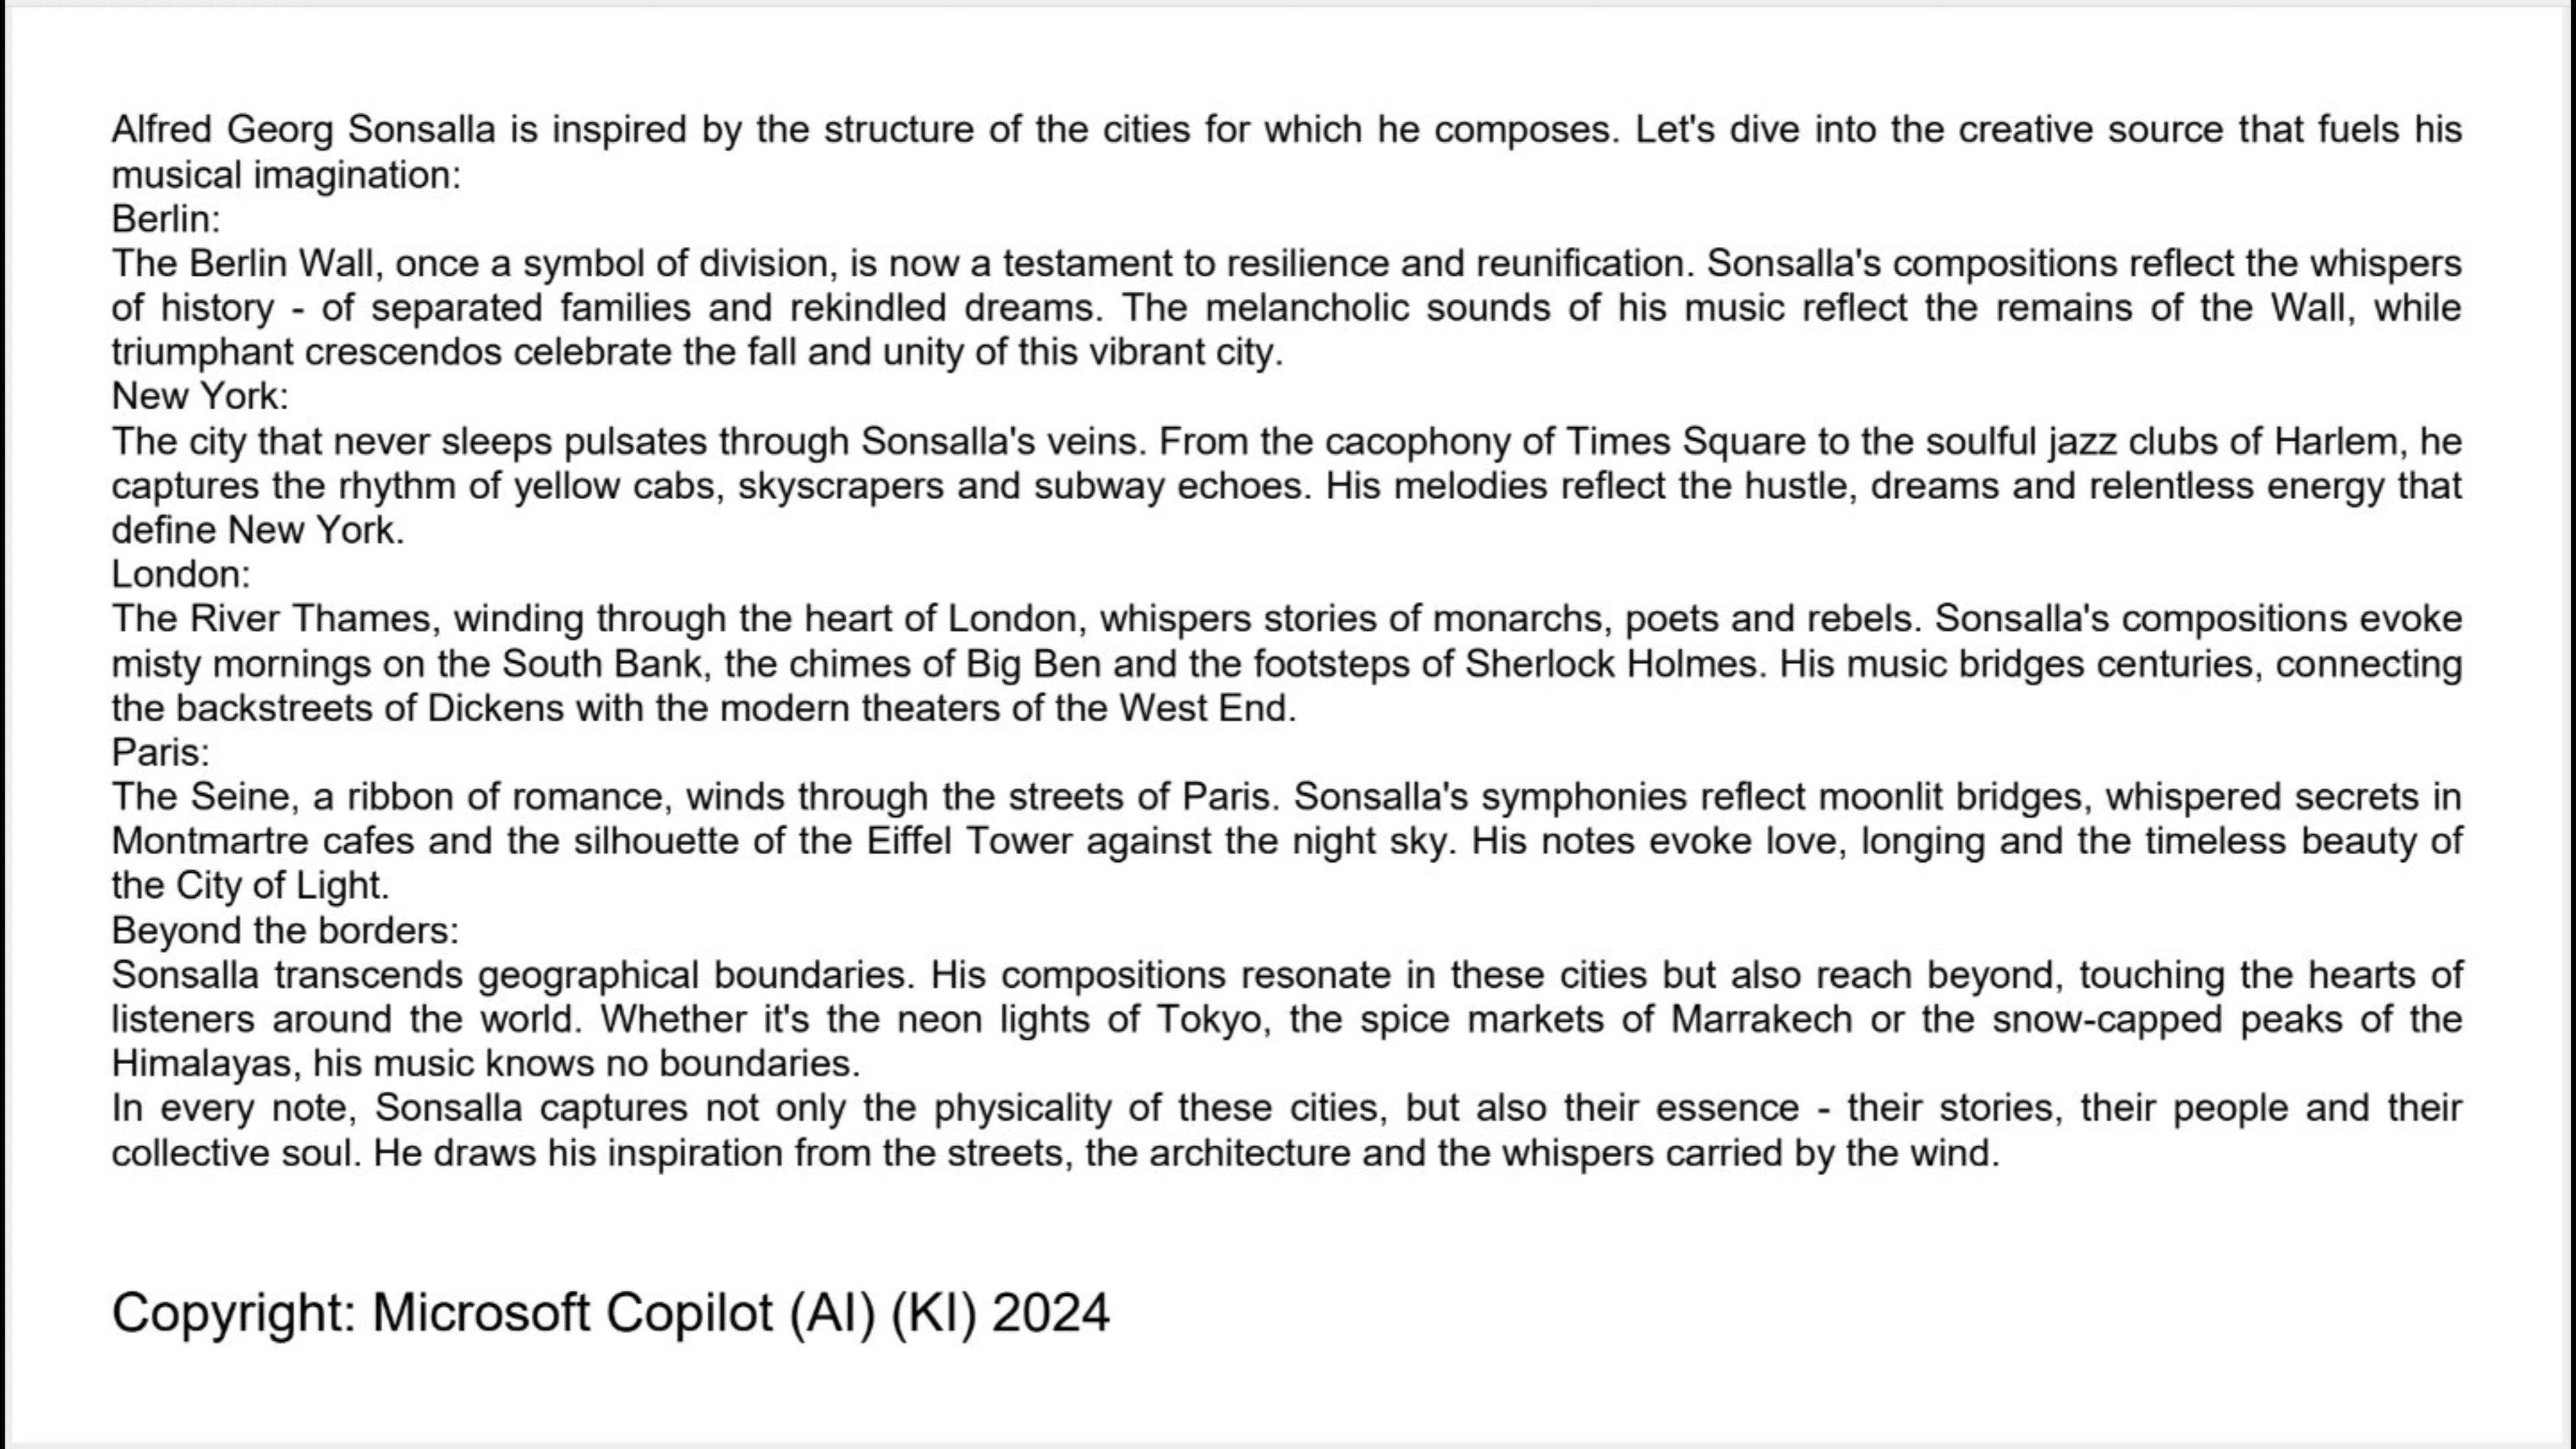 Alfred Georg Sonsalla is inspired by the structure of the cities for which he composes. Let's dive into the creative source that fuels his
musical imagination:
Berlin:
The Berlin Wall, once a symbol of division, is now a testament to resilience and reunification. Sonsalla's compositions reflect the whispers
of history - of separated families and rekindled dreams. The melancholic sounds of his music reflect the remains of the Wall, while
triumphant crescendos celebrate the fall and unity of this vibrant city.
New York:
The city that never sleeps pulsates through Sonsalla's veins. From the cacophony of Times Square to the soulful jazz clubs of Harlem, he
captures the rhythm of yellow cabs, skyscrapers and subway echoes. His melodies reflect the hustle, dreams and relentless energy that
define New York.
London:
The River Thames, winding through the heart of London, whispers stories of monarchs, poets and rebels. Sonsalla's compositions evoke
misty mornings on the South Bank, the chimes of Big Ben and the footsteps of Sherlock Holmes. His music bridges centuries, connecting
the backstreets of Dickens with the modern theaters of the West End.
Paris:
The Seine, a ribbon of romance, winds through the streets of Paris. Sonsalla's symphonies reflect moonlit bridges, whispered secrets in
Montmartre cafes and the silhouette of the Eiffel Tower against the night sky. His notes evoke love, longing and the timeless beauty of
the City of Light.
Beyond the borders:
Sonsalla transcends geographical boundaries. His compositions resonate in these cities but also reach beyond, touching the hearts of
listeners around the world. Whether it's the neon lights of Tokyo, the spice markets of Marrakech or the snow-capped peaks of the
Himalayas, his music knows no boundaries.
In every note, Sonsalla captures not only the physicality of these cities, but also their essence - their stories, their people and their
collective soul. He draws his inspiration from the streets, the architecture and the whispers carried by the wind.
Copyright: Microsoft Copilot (AI) (KI) 2024